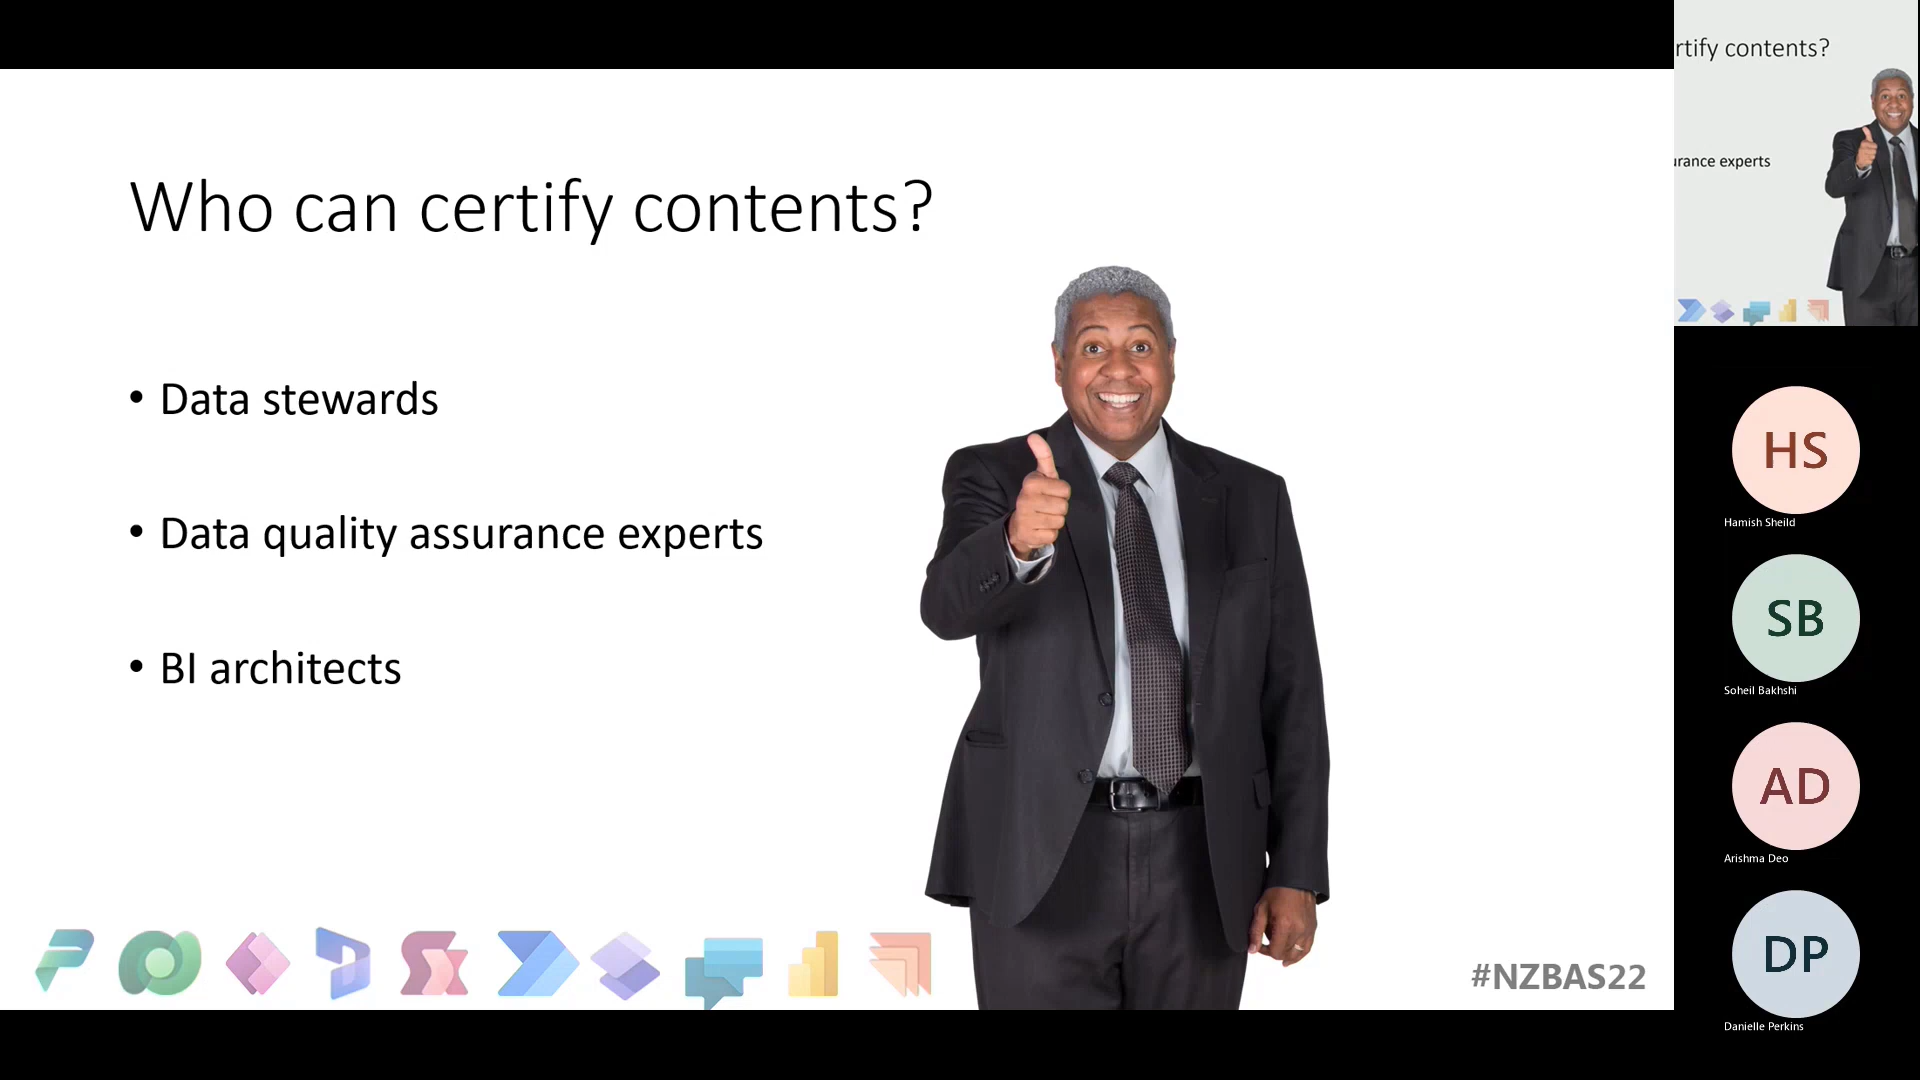 Who can certify contents?
• Data stewards
• Data quality assurance experts
• BI architects
#NZBAS22
rtify contents?
urance experts
HS
Hamish Sheild
SB
Soheil Bakhshi
AD
Arishma Deo
DP
Danielle Perkins